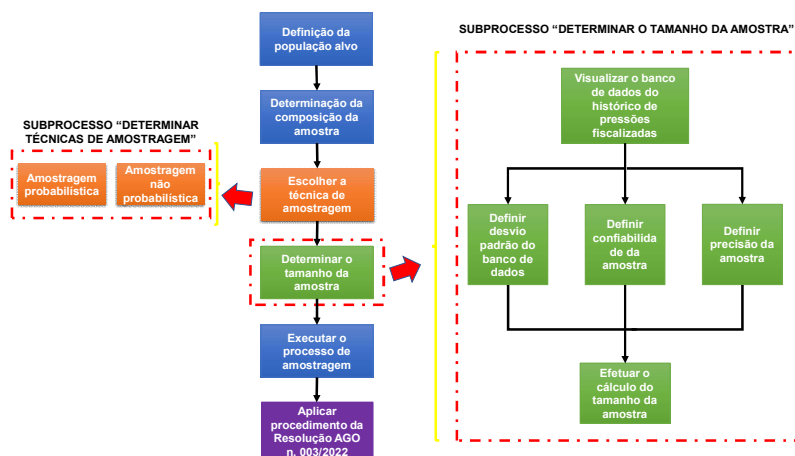 SUBPROCESSO “DETERMINAR O TAMANHO DA AMOSTRA”
Definição da
população alvo
Determinação da
composição da
amostra
Escolher a
técnica de
amostragem
Determinar o
tamanho da
amostra
Executar o
processo de
amostragem
Aplicar
procedimento da
Resolução AGO
n. 003/2022
SUBPROCESSO “DETERMINAR
TÉCNICAS DE AMOSTRAGEM”
Amostragem
probabilística
Amostragem
não
probabilística
Visualizar o banco
de dados do
histórico de
pressões
fiscalizadas
Definir
desvio
padrão do
banco de
dados
Definir
confiabilida
de da
amostra
Definir
precisão da
amostra
Efetuar o
cálculo do
tamanho da
amostra